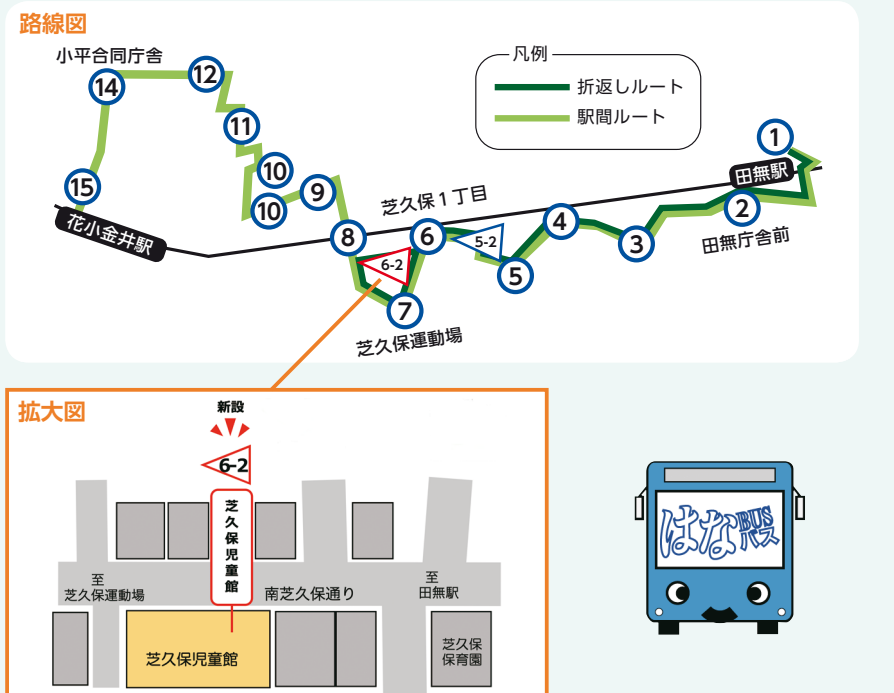 路線図
小平合同庁舎
凡例
折返しルート
駅間ルート
14
12
11
10
10
9
15
花小金井駅
8
芝久保1丁目
6
6-2
5-2
7
芝久保運動場
5
4
3
2
田無庁舎前
田無駅
1
拡大図
新設
6-2
芝久保児童館
至
芝久保運動場
南芝久保通り
至
田無駅
芝久保児童館
芝久保
保育園
はなBUS
バス